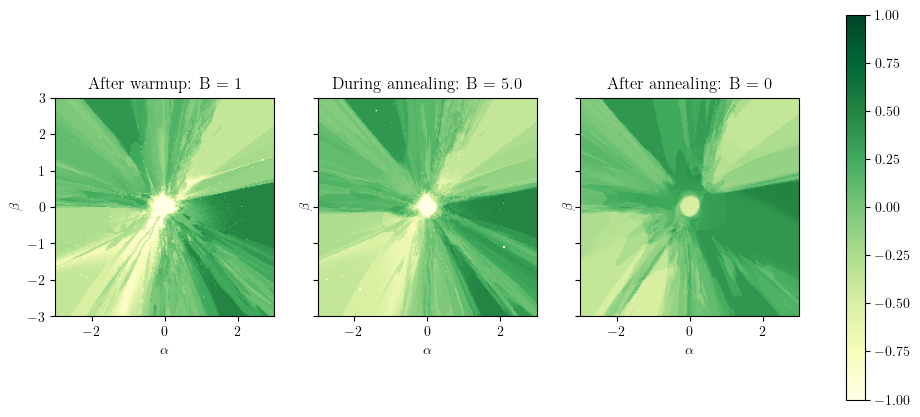 After warmup: B = 1
During annealing: B = 5.0
After annealing: B = 0
3
2
1
0
−1
−2
−3
β
β
β
−2
0
2
−2
0
2
−2
0
2
α
α
α
1.00
0.75
0.50
0.25
0.00
−0.25
−0.50
−0.75
−1.00